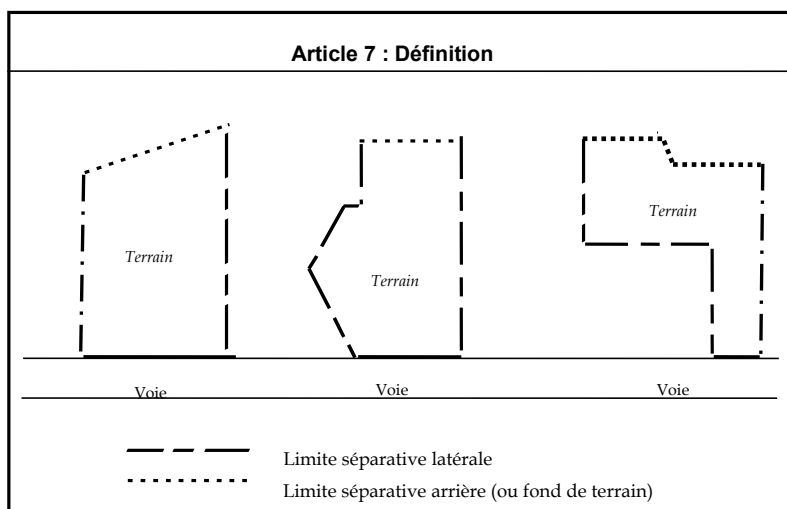 Article 7 : Définition
Terrain
Terrain
Terrain
Voie
Voie
Voie
Limite séparative latérale
Limite séparative arrière (ou fond de terrain)